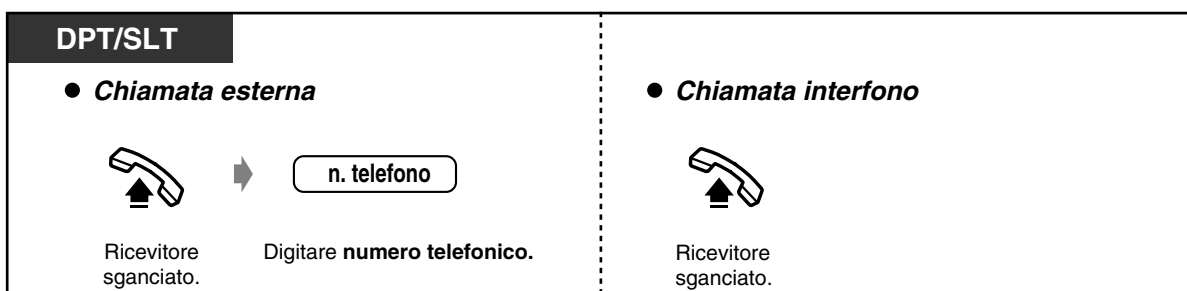 DPT/SLT
● Chiamata esterna
n. telefono
Ricevitore
sganciato.
Digitare numero telefonico.
● Chiamata interfono
Ricevitore
sganciato.